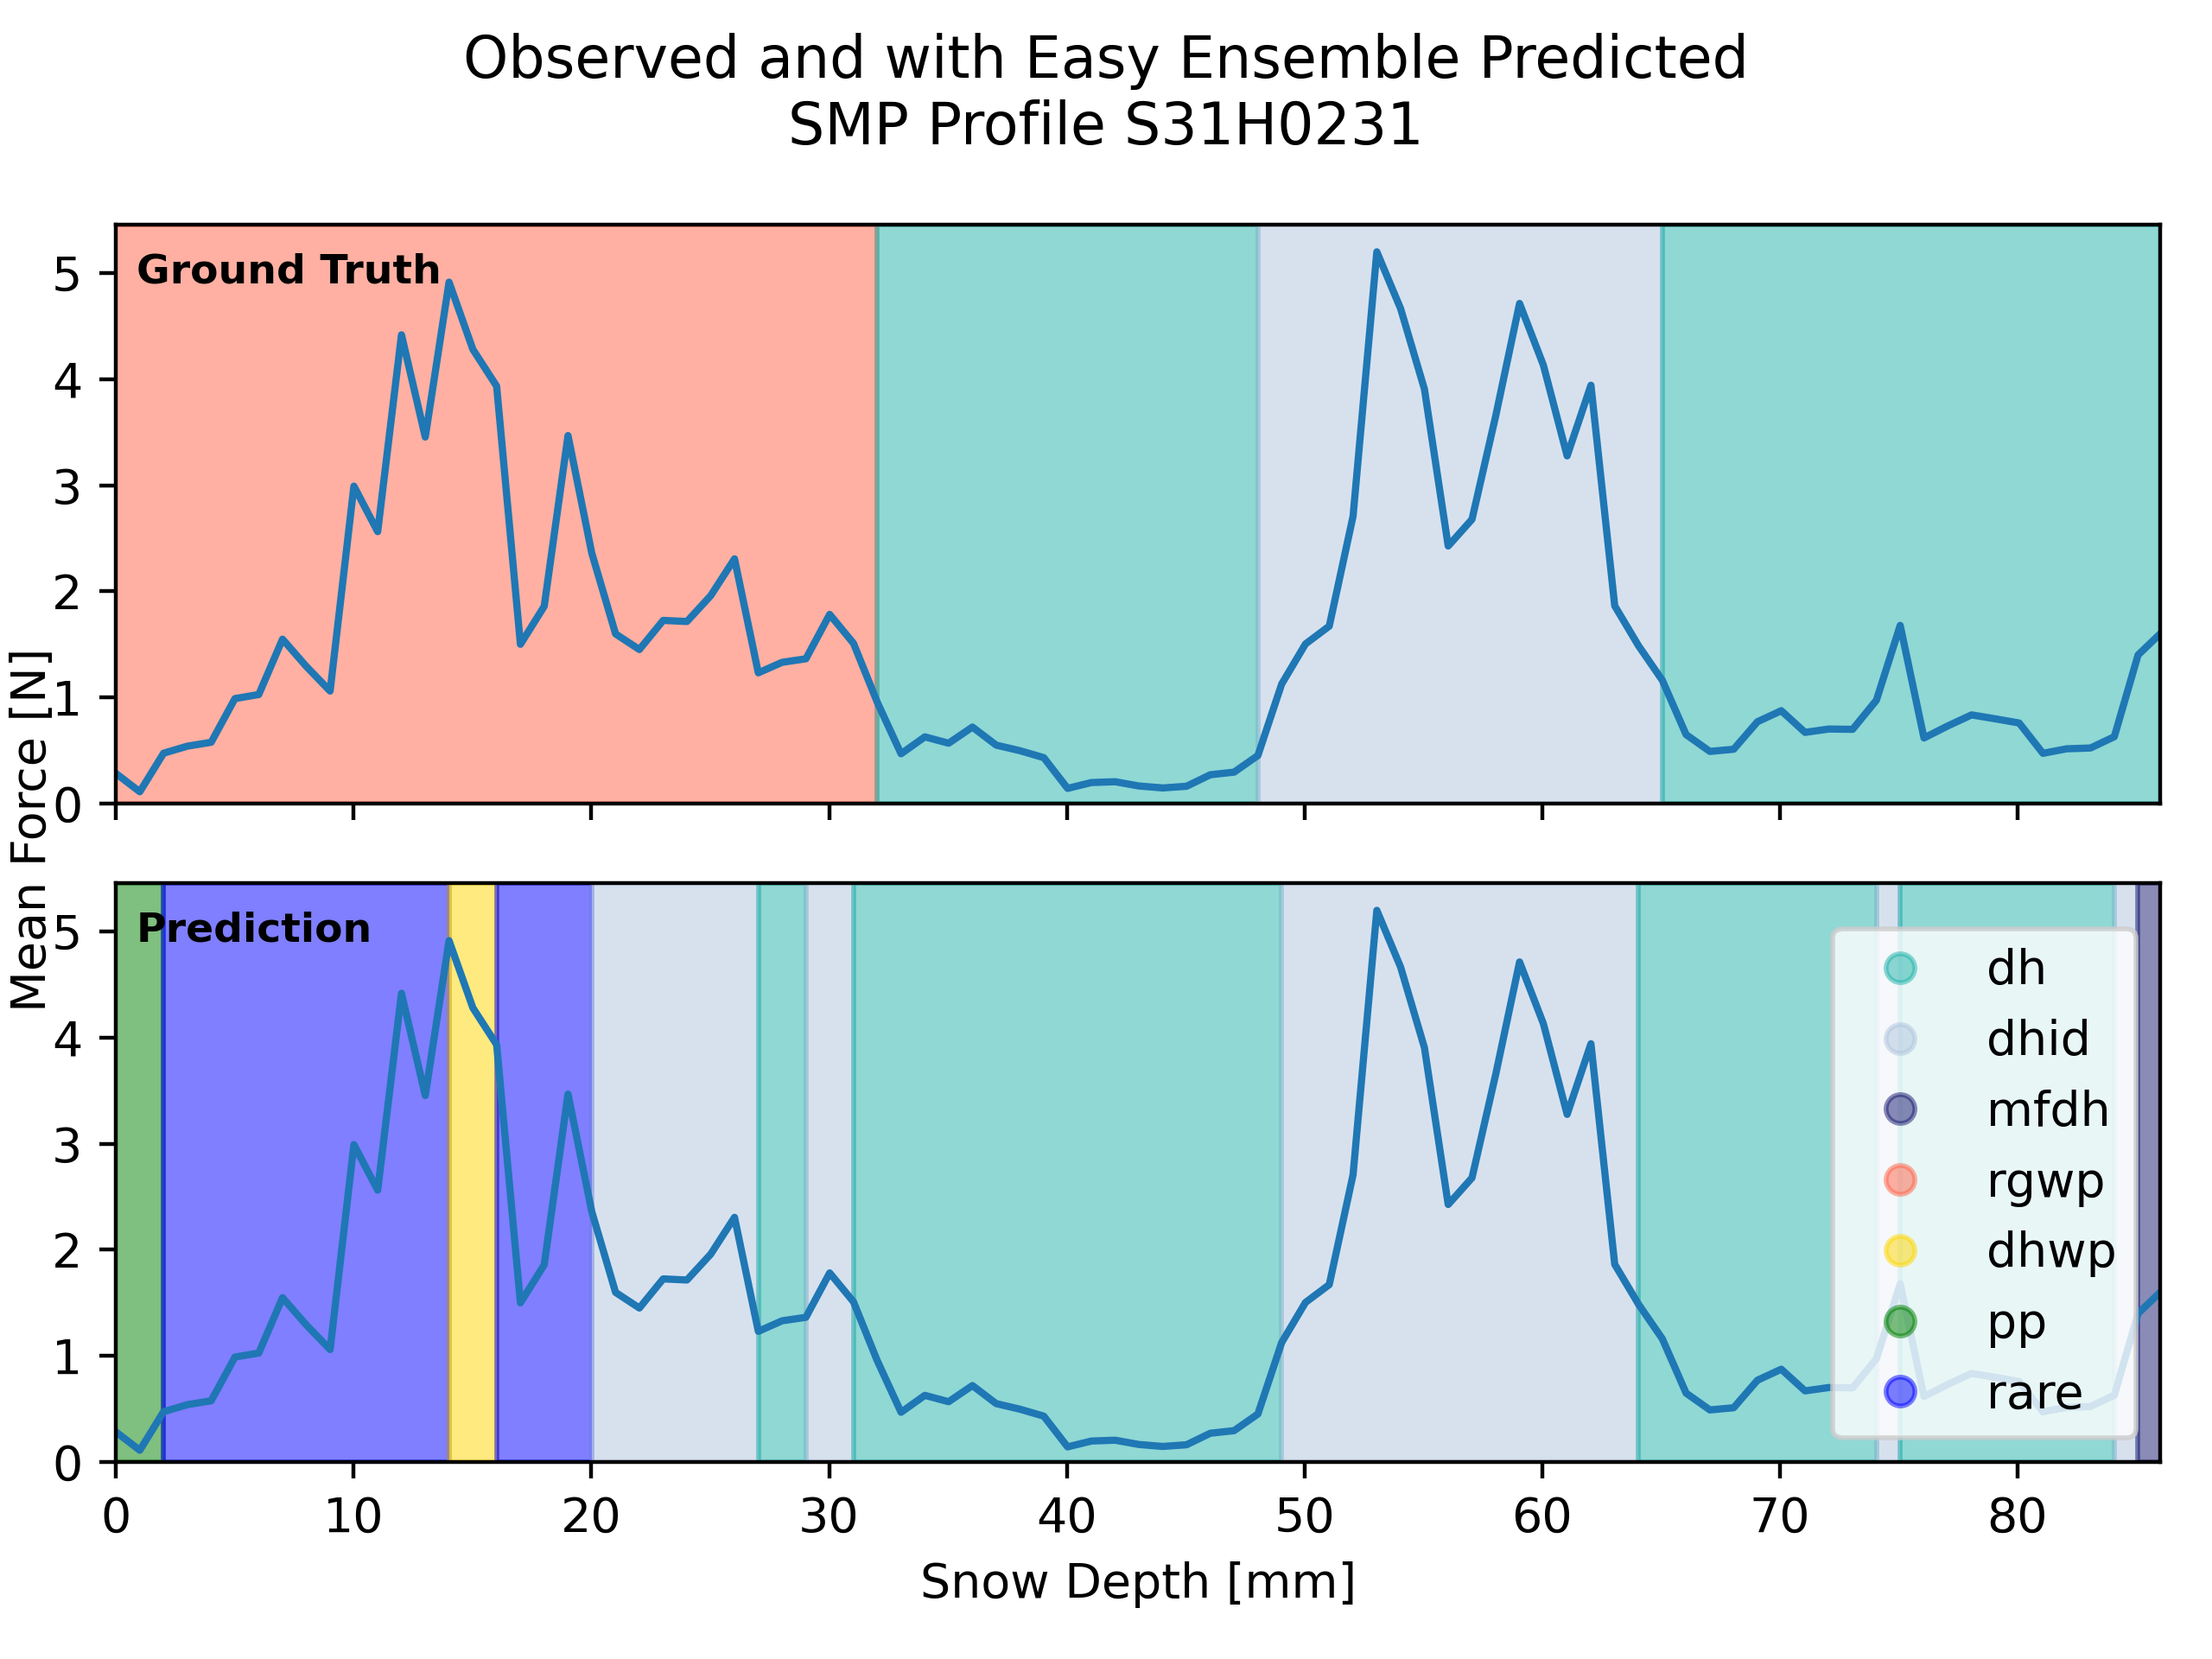 Observed and with Easy Ensemble Predicted
SMP Profile S31H0231
Ground Truth
5
4
3
2
1
0
Mean Force [N]
Prediction
5
4
3
2
1
0
dh
dhid
mfdh
rgwp
dhwp
pp
rare
0 10 20 30 40 50 60 70 80
Snow Depth [mm]